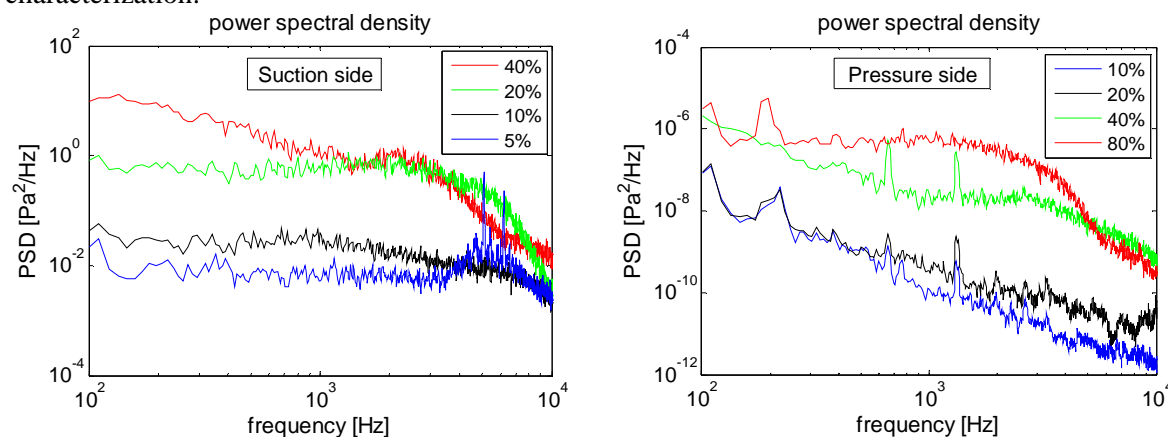 characterization.
power spectral density
Suction side
40%
20%
10%
5%
10^2
10^0
10^-2
10^-4
PSD [Pa^2/Hz]
10^2
10^3
10^4
frequency [Hz]
power spectral density
Pressure side
10%
20%
40%
80%
10^-4
10^-6
10^-8
10^-10
10^-12
PSD [Pa^2/Hz]
10^2
10^3
10^4
frequency [Hz]